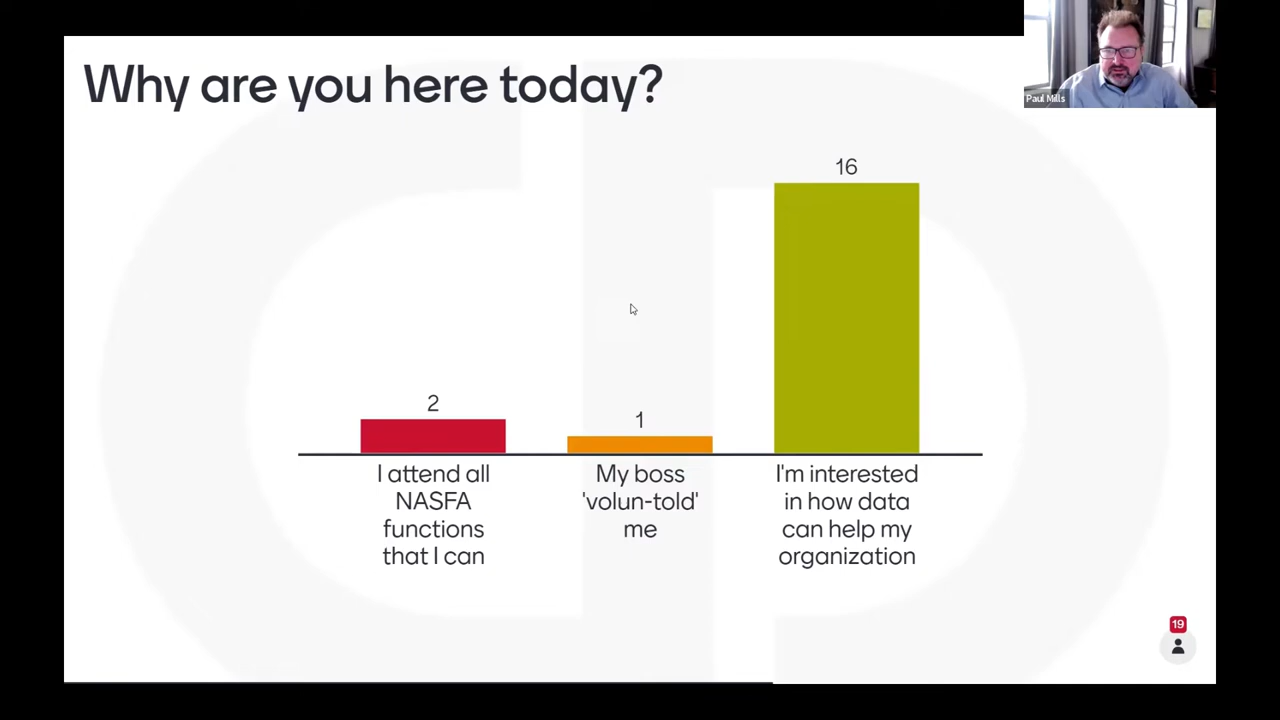 Why are you here today?
Paul Mills
16
2
1
I attend all
NASFA
functions
that I can
My boss
'volun-told'
me
I'm interested
in how data
can help my
organization
19